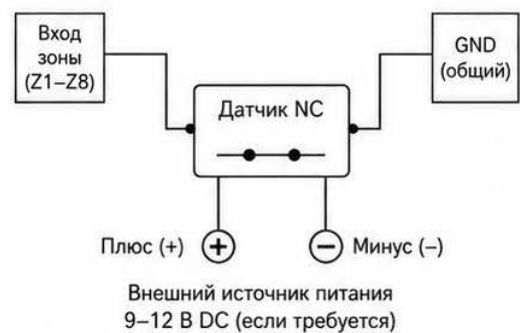 Вход
зоны
(Z1–Z8)
GND
(общий)
Датчик NC
Плюс (+)
+
−
Минус (–)
Внешний источник питания
9–12 В DC (если требуется)